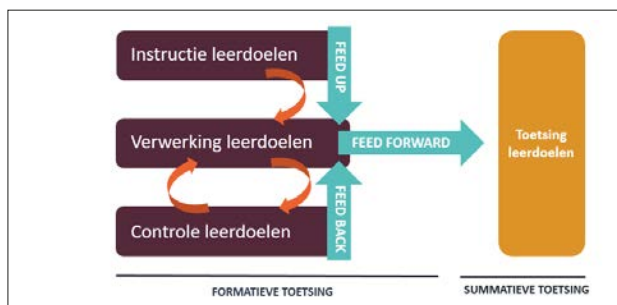 Instructie leerdoelen
FEED UP
Verwerking leerdoelen
FEED FORWARD
Toetsing
leerdoelen
FEED BACK
Controle leerdoelen
FORMATIEVE TOETSING
SUMMATIEVE TOETSING